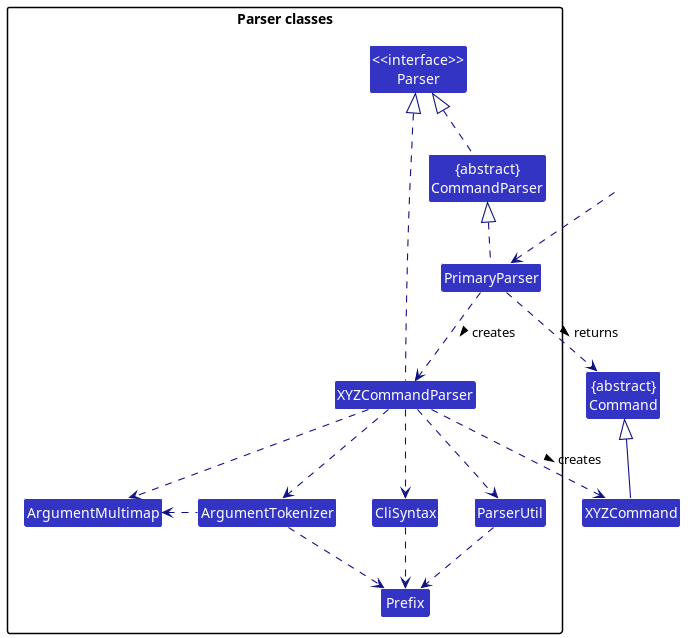 Parser classes
<<interface>>
Parser
{abstract}
CommandParser
PrimaryParser
creates
returns
XYZCommandParser
{abstract}
Command
creates
ArgumentMultimap
ArgumentTokenizer
CliSyntax
ParserUtil
XYZCommand
Prefix